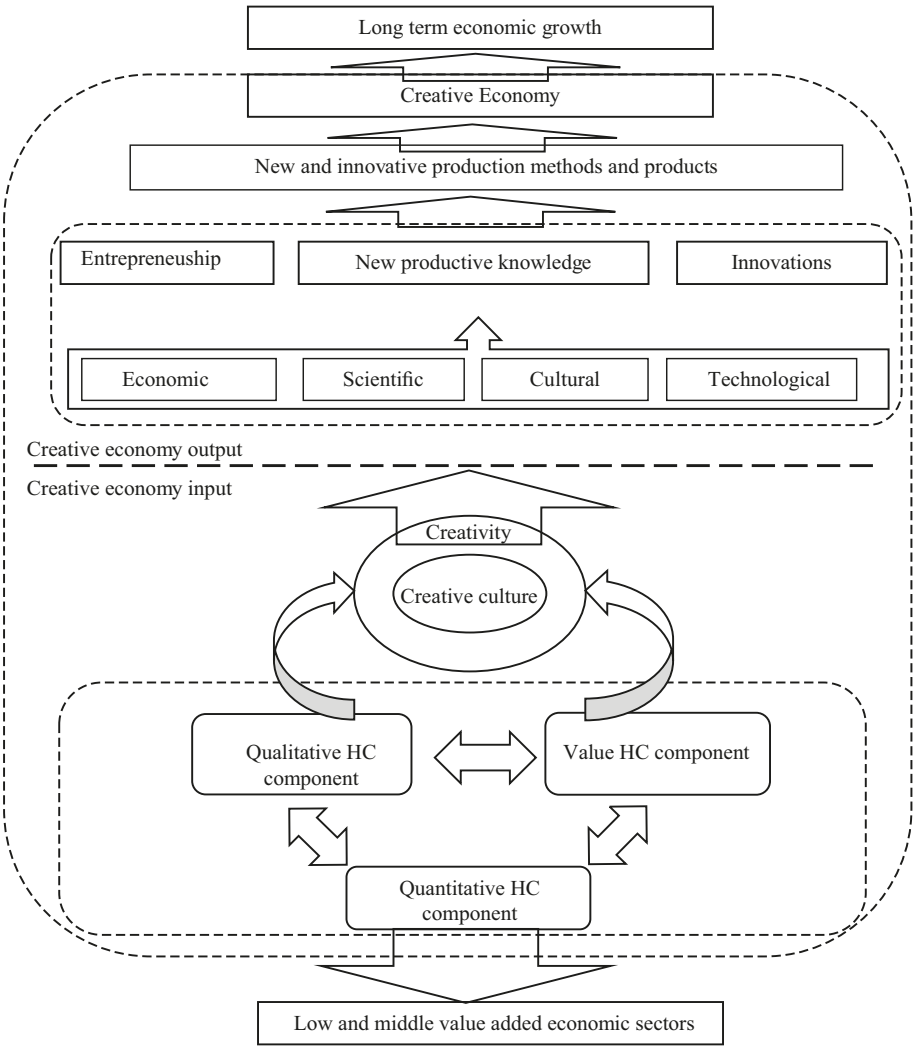 Long term economic growth
Creative Economy
New and innovative production methods and products
Entrepreneuship
New productive knowledge
Innovations
Economic
Scientific
Cultural
Technological
Creative economy output
Creative economy input
Creativity
Creative culture
Qualitative HC
component
Value HC component
Quantitative HC
component
Low and middle value added economic sectors